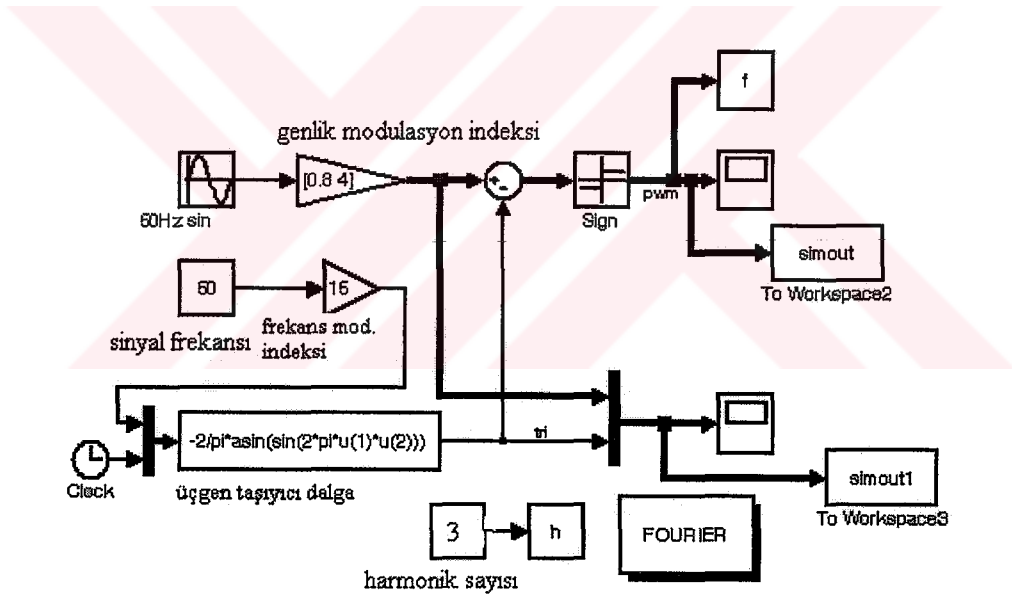 f
genlik modulasyon indeksi
[0.8 4]
+
-
pwm
60Hz sin
Sign
simout
To Workspace2
60
15
sinyal frekansı
frekans mod.
indeksi
-2/pi*asin(sin(2*pi*u(1)*u(2)))
tri
Clock
üçgen taşıyıcı dalga
simout1
To Workspace3
3
h
FOURIER
harmonik sayısı